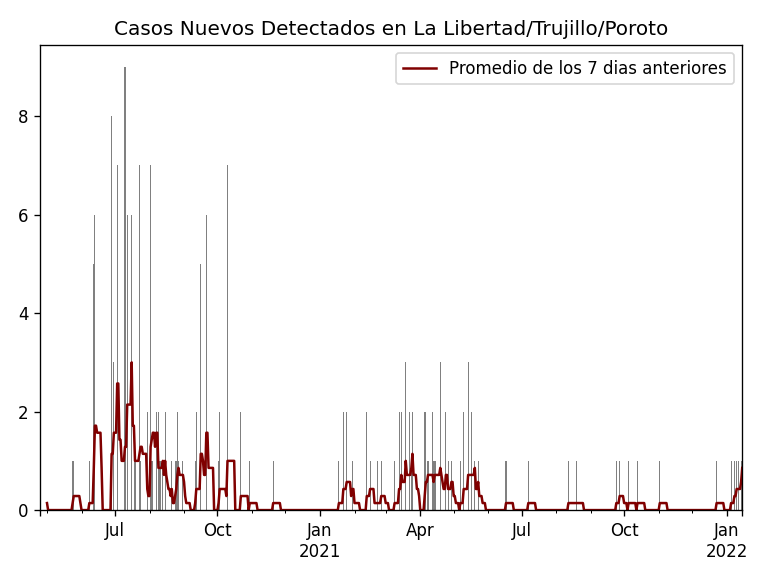 Casos Nuevos Detectados en La Libertad/Trujillo/Poroto
Promedio de los 7 dias anteriores
8
6
4
2
0
Jul
Oct
Jan
2021
Apr
Jul
Oct
Jan
2022